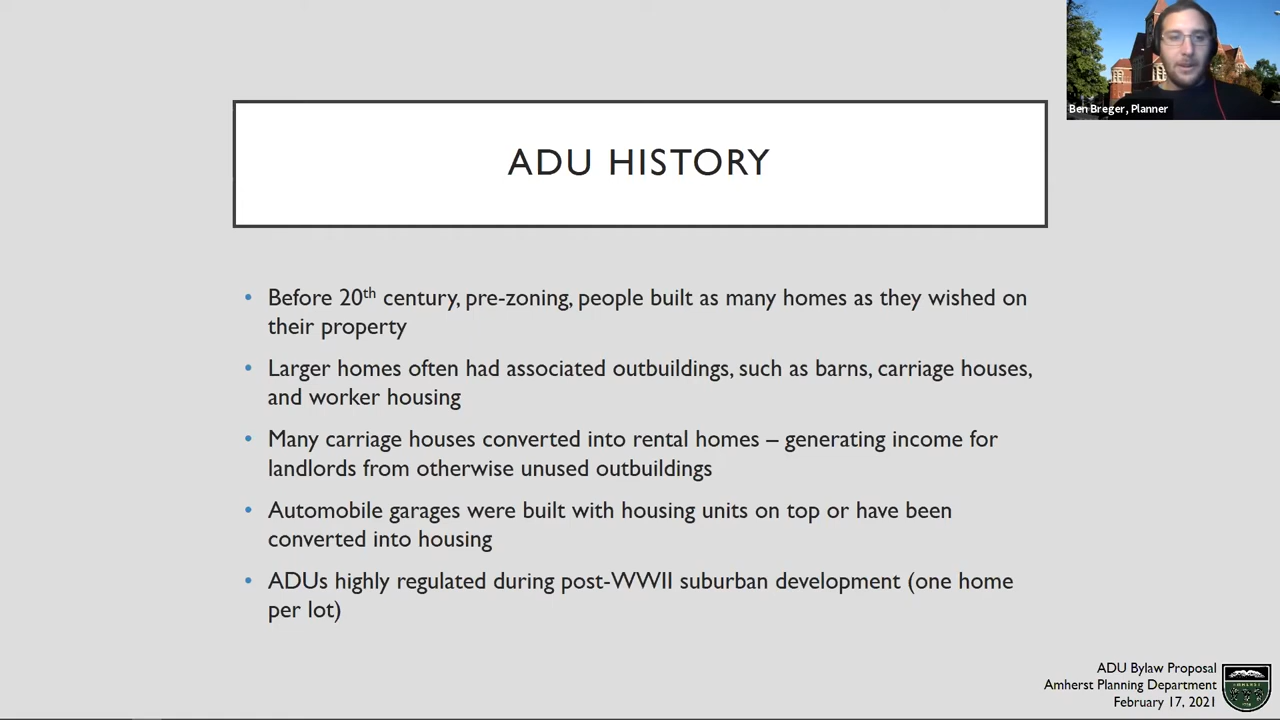 Ben Breger, Planner
ADU HISTORY
• Before 20th century, pre-zoning, people built as many homes as they wished on
their property
• Larger homes often had associated outbuildings, such as barns, carriage houses,
and worker housing
• Many carriage houses converted into rental homes – generating income for
landlords from otherwise unused outbuildings
• Automobile garages were built with housing units on top or have been
converted into housing
• ADUs highly regulated during post-WWII suburban development (one home
per lot)
ADU Bylaw Proposal
Amherst Planning Department
February 17, 2021
AMHERST